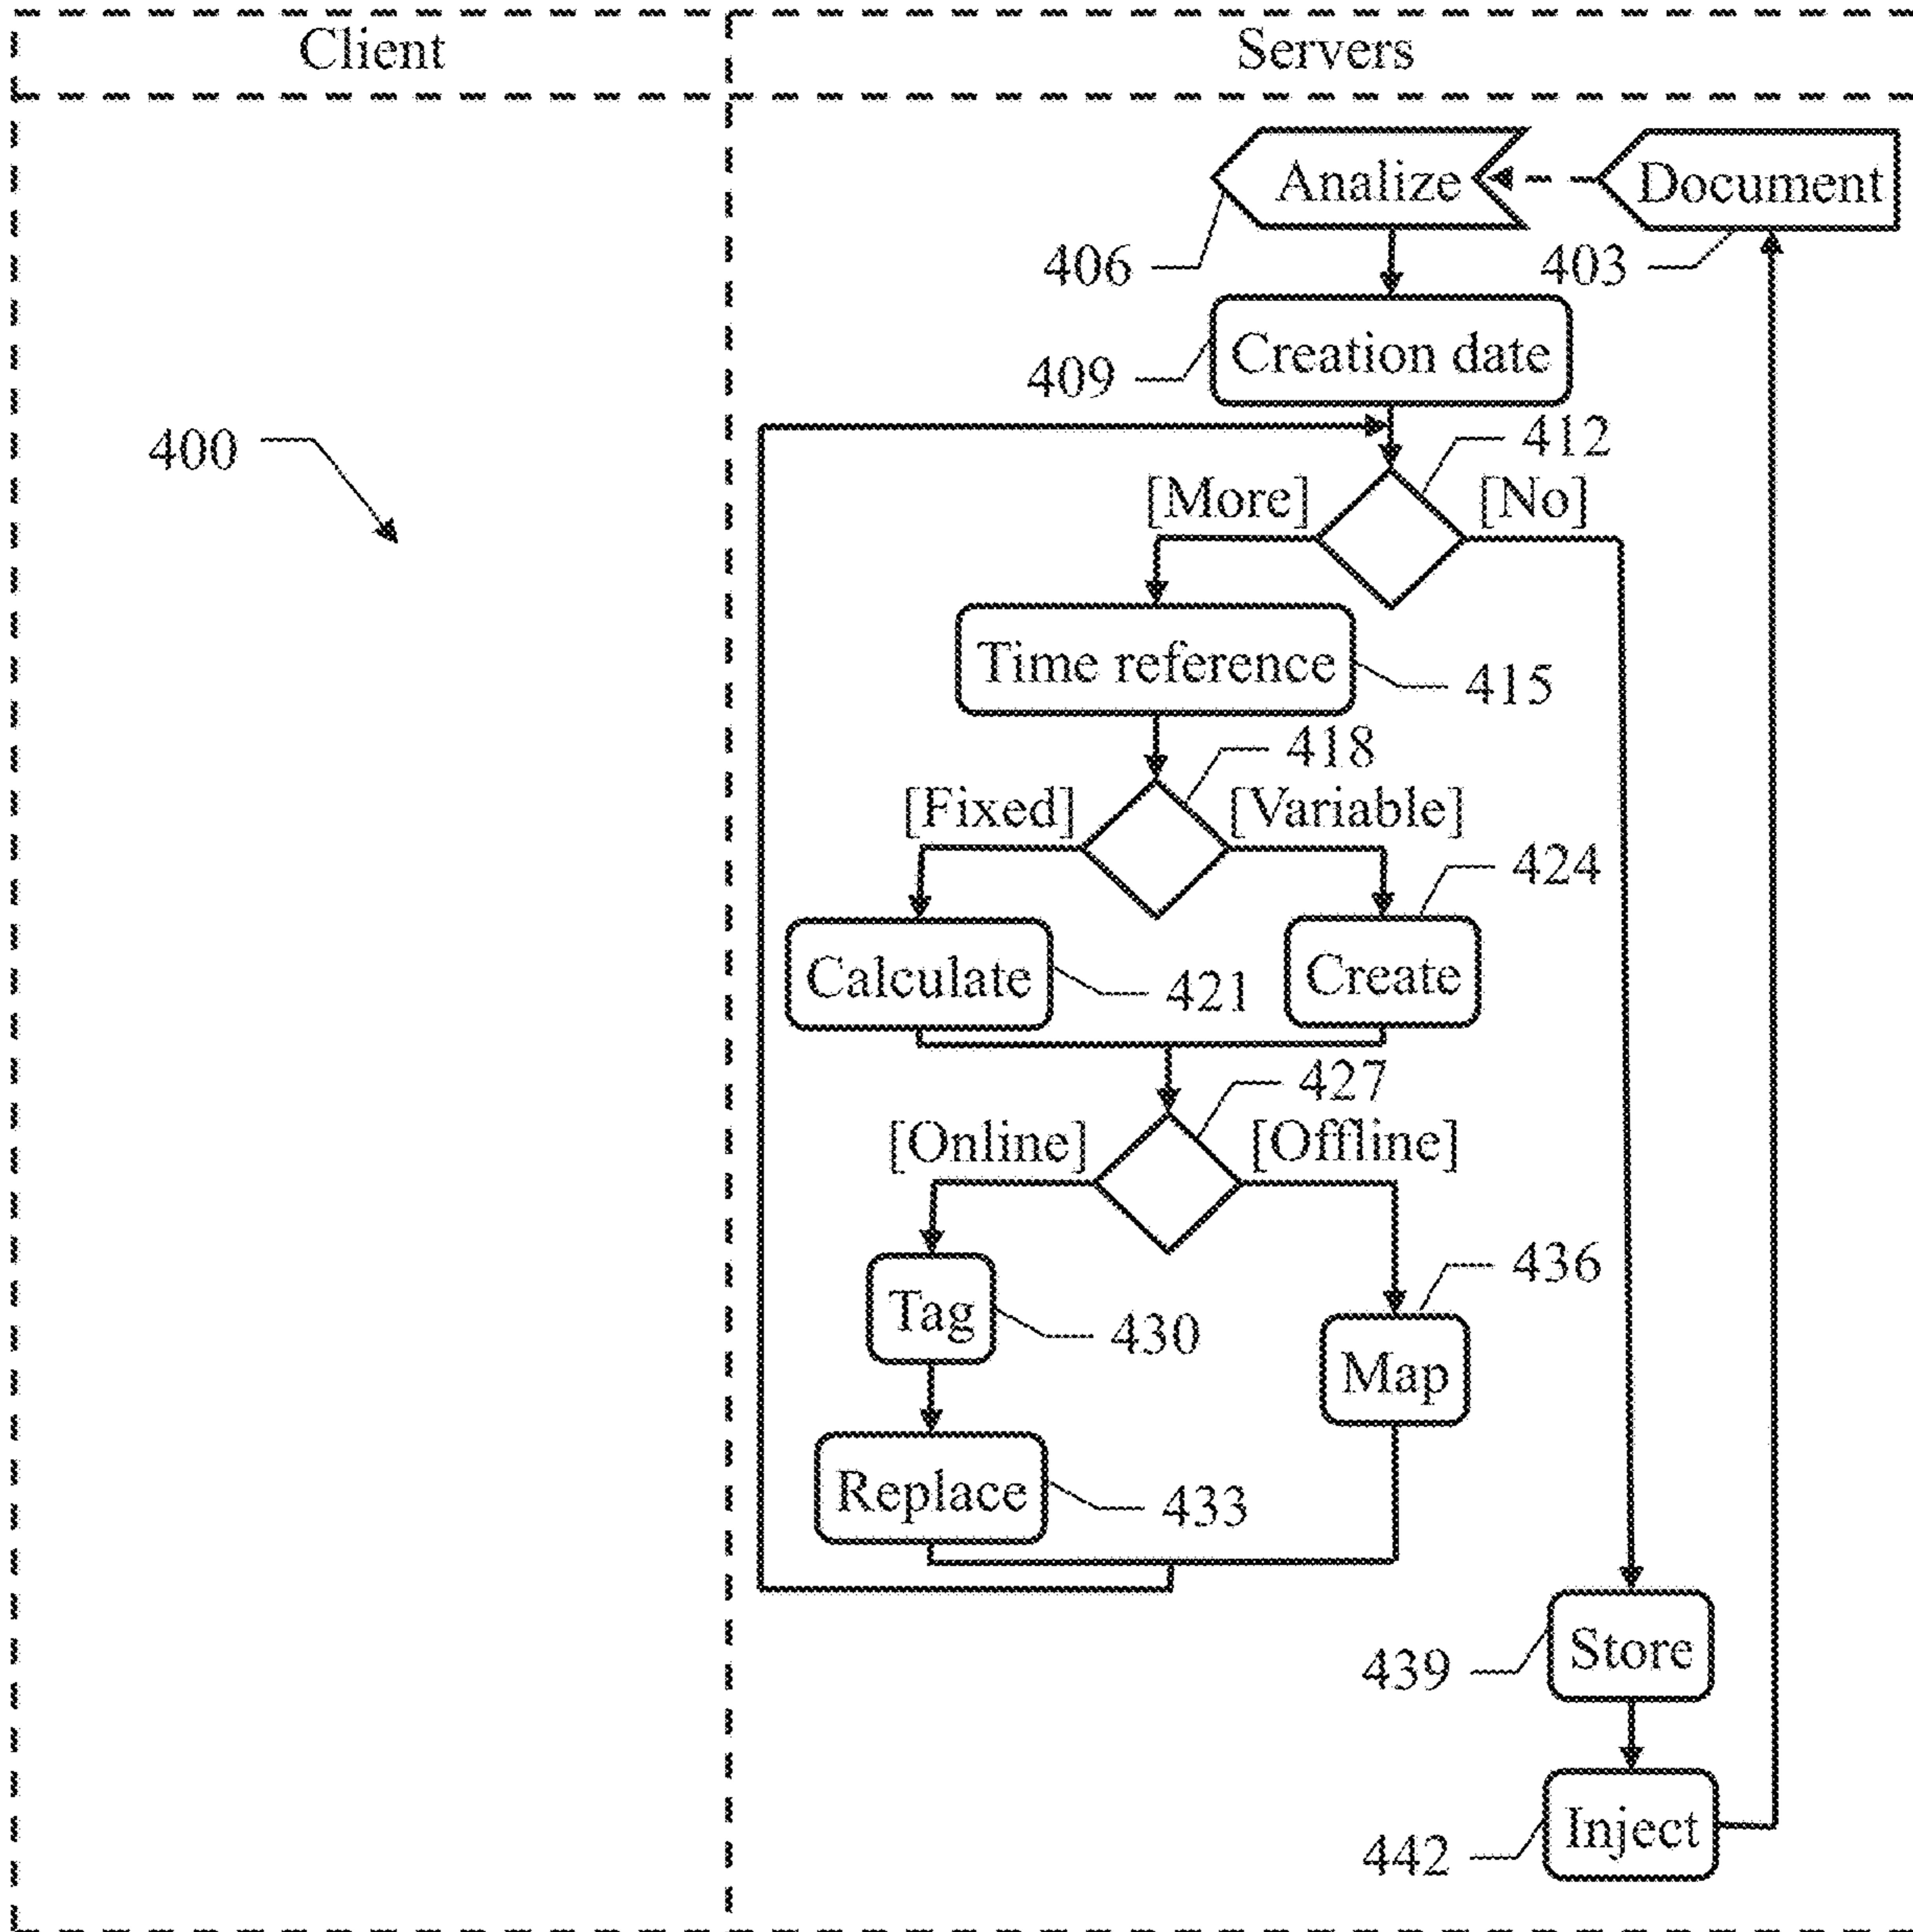 Client
Servers
Analize
Document
406
403
Creation date
409
400
412
[More]
[No]
Time reference
415
418
[Fixed]
[Variable]
424
Calculate
421
Create
427
[Online]
[Offline]
436
Tag
430
Map
Replace
433
Store
439
Inject
442